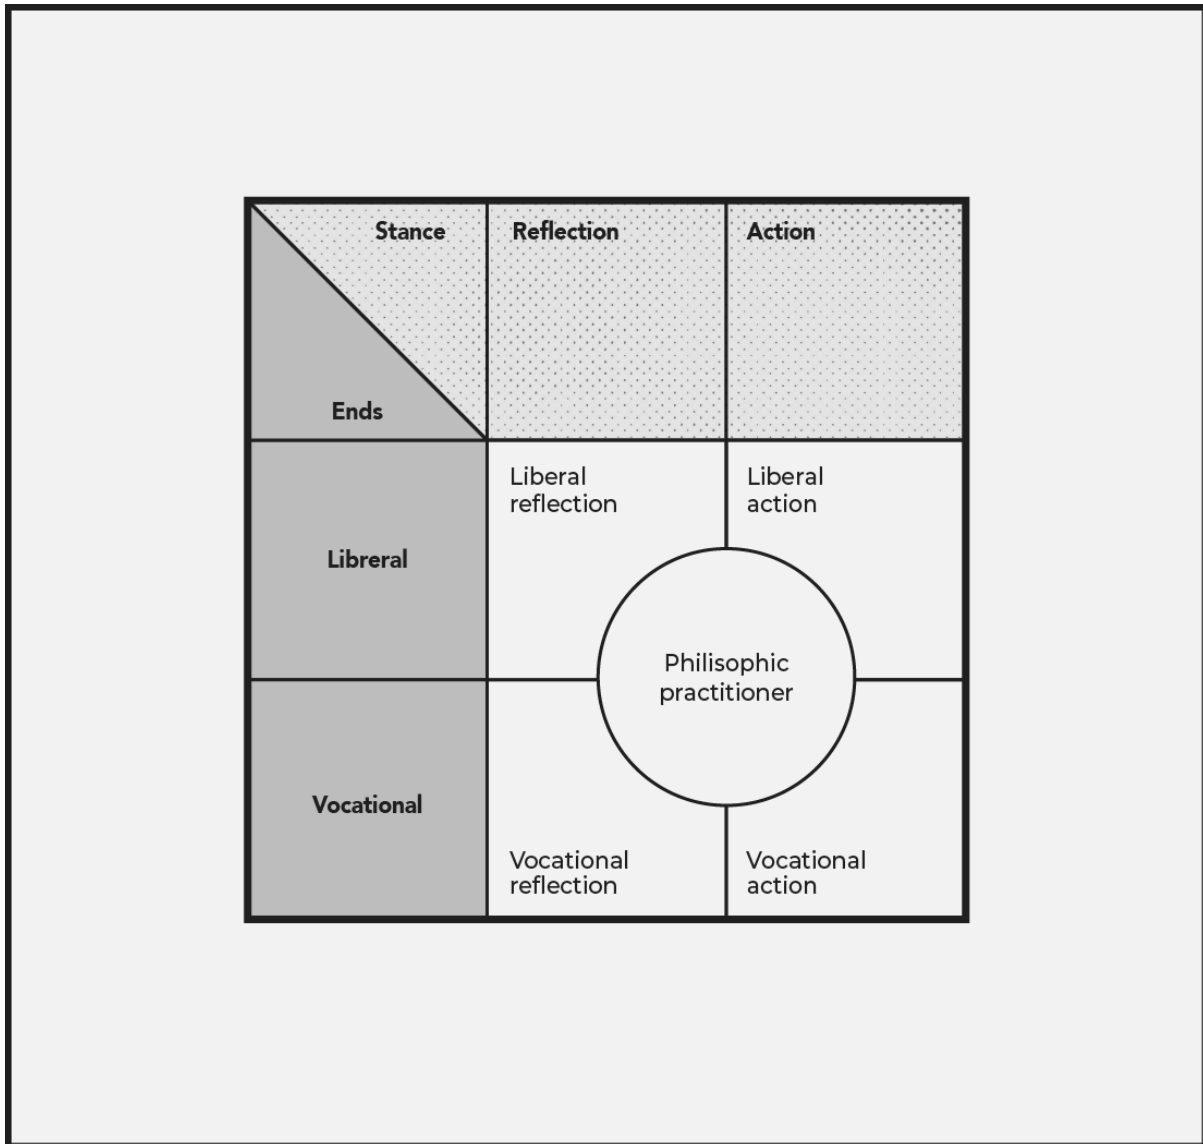 Stance
Reflection
Action
Ends
Liberal
reflection
Liberal
action
Libreral
Philisophic
practitioner
Vocational
Vocational
reflection
Vocational
action